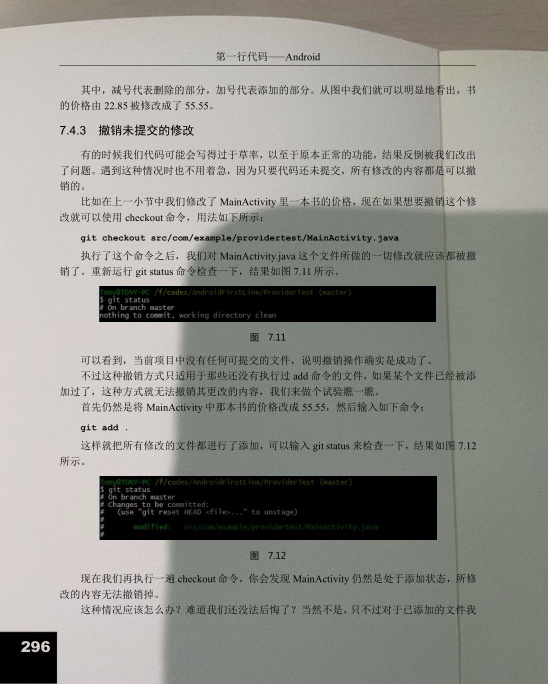 第一行代码——Android
其中，减号代表删除的部分，加号代表添加的部分。从图中我们就可以明显地看出，书
的价格由 22.85 被修改成了 55.55。
7.4.3 撤销未提交的修改
有的时候我们代码可能会写得过于草率，以至于原本正常的功能，结果反倒被我们改出
了问题。遇到这种情况时也不用着急，因为只要代码还未提交，所有修改的内容都是可以撤
销的。
比如在上一小节中我们修改了 MainActivity 里一本书的价格，现在如果想要撤销这个修
改就可以使用 checkout 命令，用法如下所示：
git checkout src/com/example/providertest/MainActivity.java
执行了这个命令之后，我们对 MainActivity.java 这个文件所做的一切修改就应该都被撤
销了。重新运行 git status 命令检查一下，结果如图 7.11 所示。
Tony@TONY-PC /f/codes/AndroidFirstLine/ProviderTest (master)
$ git status
# On branch master
nothing to commit, working directory clean
图 7.11
可以看到，当前项目中没有任何可提交的文件，说明撤销操作确实是成功了。
不过这种撤销方式只适用于那些还没有执行过 add 命令的文件，如果某个文件已经被添
加过了，这种方式就无法撤销其更改的内容，我们来做个试验瞧一瞧。
首先仍然是将 MainActivity 中那本书的价格改成 55.55，然后输入如下命令：
git add .
这样就把所有修改的文件都进行了添加，可以输入 git status 来检查一下，结果如图 7.12
所示。
Tony@TONY-PC /f/codes/AndroidFirstLine/ProviderTest (master)
$ git status
# On branch master
# Changes to be committed:
#   (use "git reset HEAD <file>..." to unstage)
#
#       modified:   src/com/example/providertest/MainActivity.java
#
图 7.12
现在我们再执行一遍 checkout 命令，你会发现 MainActivity 仍然是处于添加状态，所修
改的内容无法撤销掉。
这种情况应该怎么办？难道我们还没法后悔了？当然不是，只不过对于已添加的文件我
296